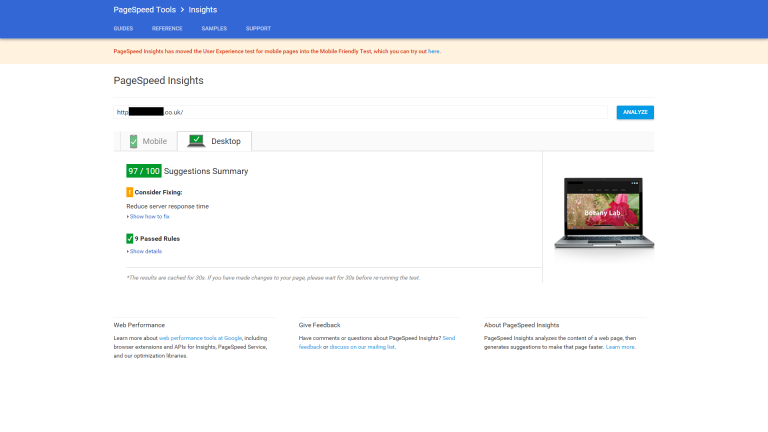 PageSpeed Tools > Insights
GUIDES REFERENCE SAMPLES SUPPORT
PageSpeed Insights has moved the User Experience test for mobile pages into the Mobile Friendly Test, which you can try out here.
PageSpeed Insights
http .co.uk/ ANALYZE
Mobile Desktop
97 / 100 Suggestions Summary
! Consider Fixing:
Reduce server response time
Show how to fix
Botany Lab
9 Passed Rules
Show details
*The results are cached for 30s. If you have made changes to your page, please wait for 30s before re-running the test.
Web Performance
Learn more about web performance tools at Google, including
browser extensions and APIs for Insights, PageSpeed Service,
and our optimization libraries.
Give Feedback
Have comments or questions about PageSpeed Insights? Send
feedback or discuss on our mailing list.
About PageSpeed Insights
PageSpeed Insights analyzes the content of a web page, then
generates suggestions to make that page faster. Learn more.